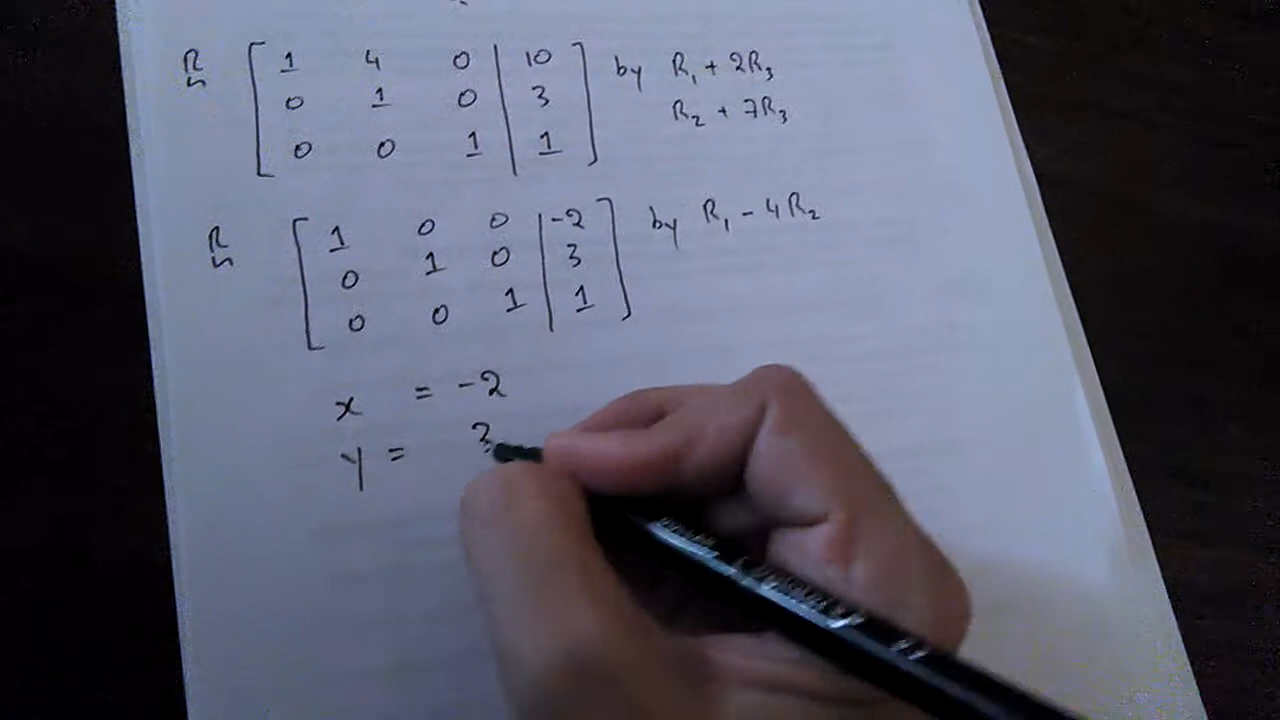 R [ 1 4 0 | 10 ] by R₁ + 2R₃
0 1 0 | 3 R₂ + 7R₃
0 0 1 | 1
R [ 1 0 0 | -2 ] by R₁ - 4R₂
0 1 0 | 3
0 0 1 | 1
x = -2
y = 3